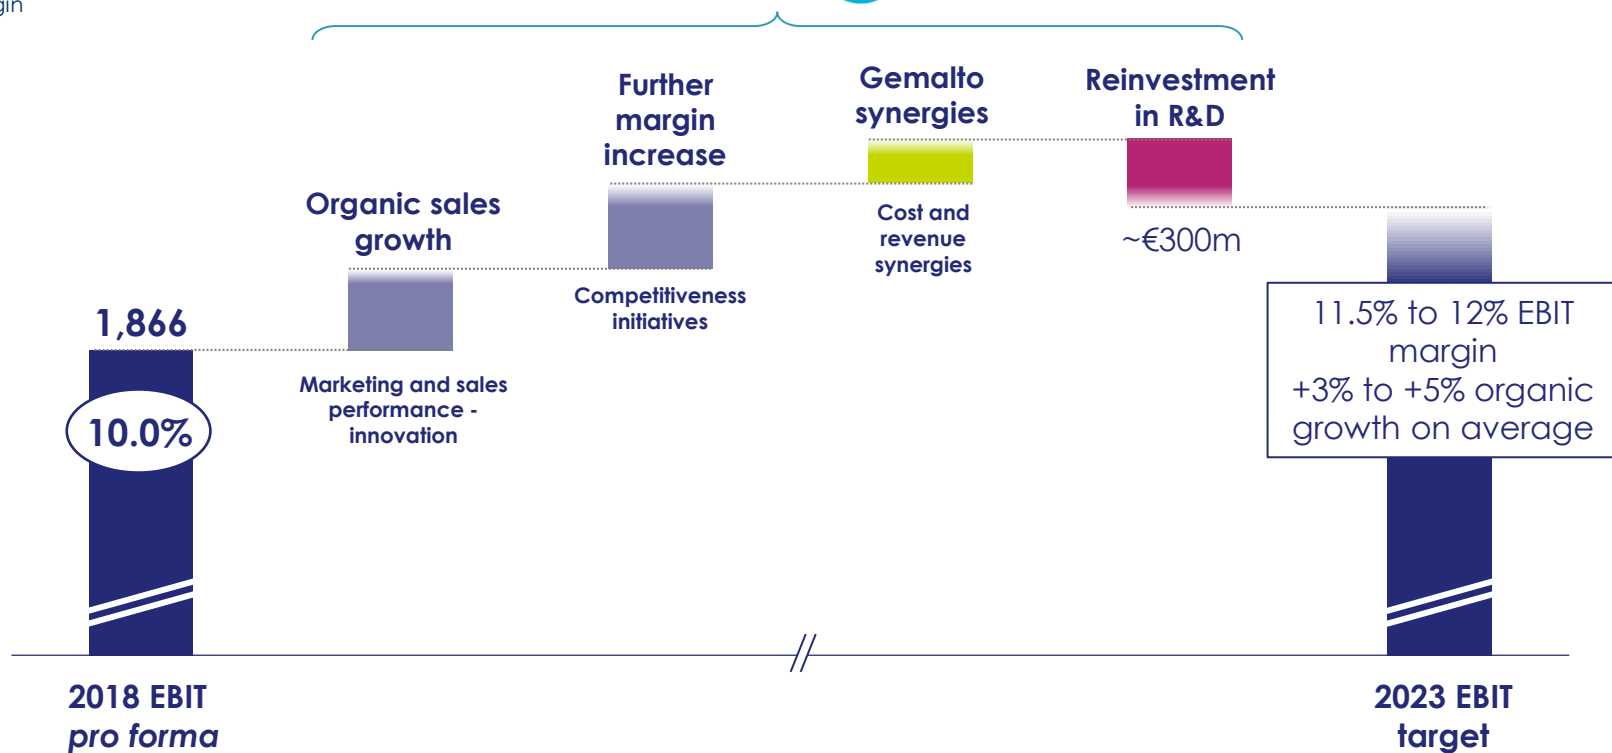 Further
margin
increase
Gemalto
synergies
Reinvestment
in R&D
Organic sales
growth
Cost and
revenue
synergies
~€300m
Competitiveness
initiatives
1,866
11.5% to 12% EBIT
margin
+3% to +5% organic
growth on average
Marketing and sales
performance -
innovation
10.0%
2018 EBIT
pro forma
2023 EBIT
target